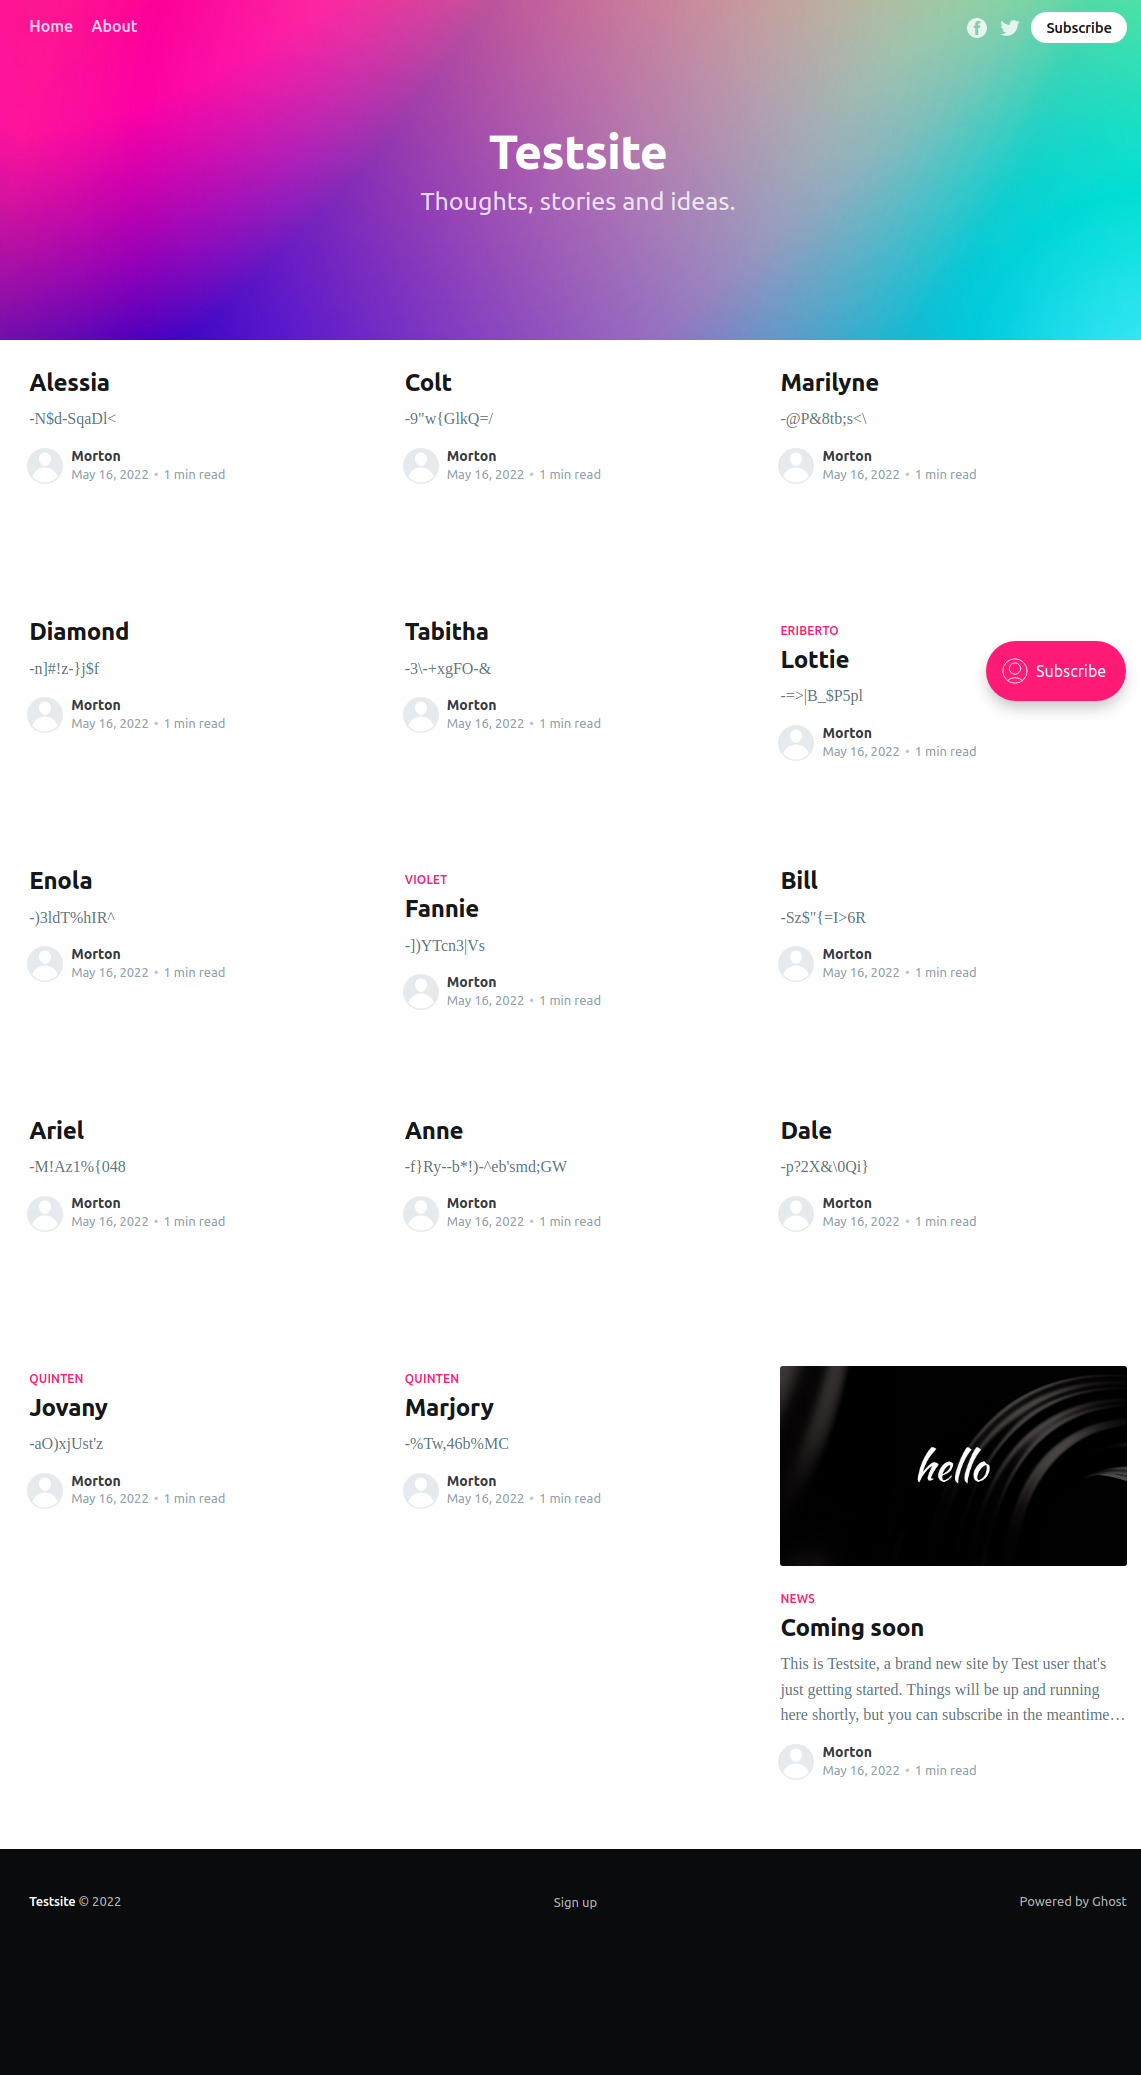 Home About Subscribe
Testsite
Thoughts, stories and ideas.
Alessia
-N$d-SqaDl<
Morton
May 16, 2022 • 1 min read
Colt
-9"w{GlkQ=/
Morton
May 16, 2022 • 1 min read
Marilyne
-@P&8tb;s<\
Morton
May 16, 2022 • 1 min read
Diamond
-n]#!z-}j$f
Morton
May 16, 2022 • 1 min read
Tabitha
-3\-+xgFO-&
Morton
May 16, 2022 • 1 min read
ERIBERTO
Lottie
-=>|B_$P5pl
Morton
May 16, 2022 • 1 min read
Subscribe
Enola
-)3ldT%hIR^
Morton
May 16, 2022 • 1 min read
VIOLET
Fannie
-])YTcn3|Vs
Morton
May 16, 2022 • 1 min read
Bill
-Sz$"{=I>6R
Morton
May 16, 2022 • 1 min read
Ariel
-M!Az1%{048
Morton
May 16, 2022 • 1 min read
Anne
-f}Ry--b*!)-^eb'smd;GW
Morton
May 16, 2022 • 1 min read
Dale
-p?2X&\0Qi}
Morton
May 16, 2022 • 1 min read
QUINTEN
Jovany
-aO)xjUst'z
Morton
May 16, 2022 • 1 min read
QUINTEN
Marjory
-%Tw,46b%MC
Morton
May 16, 2022 • 1 min read
hello
NEWS
Coming soon
This is Testsite, a brand new site by Test user that's
just getting started. Things will be up and running
here shortly, but you can subscribe in the meantime…
Morton
May 16, 2022 • 1 min read
Testsite © 2022
Sign up
Powered by Ghost